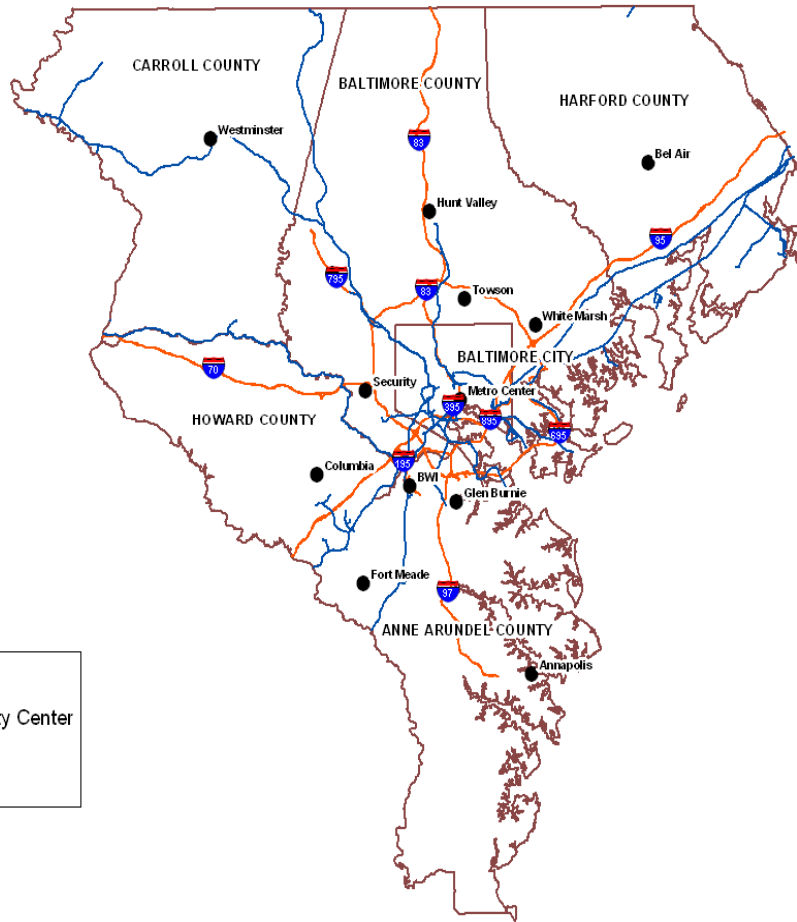 CARROLL COUNTY
BALTIMORE COUNTY
HARFORD COUNTY
Westminster
83
Bel Air
Hunt Valley
95
795
83
Towson
White Marsh
BALTIMORE CITY
70
Security
Metro Center
395
895
HOWARD COUNTY
695
Columbia
195
BWI
Glen Burnie
Fort Meade
97
ANNE ARUNDEL COUNTY
Annapolis
Center